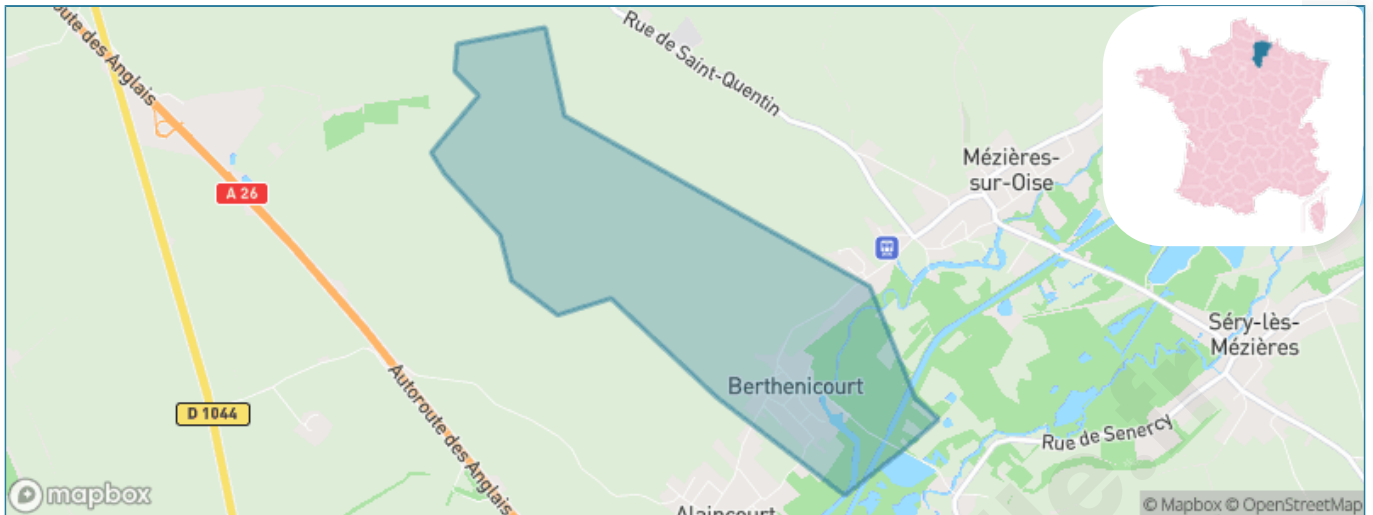 Route des Anglais
Rue de Saint-Quentin
A 26
Mézières-
sur-Oise
Séry-lès-
Mézières
Berthenicourt
D 1044
Autoroute des Anglais
Rue de Senercy
Alaincourt
mapbox
© Mapbox © OpenStreetMap